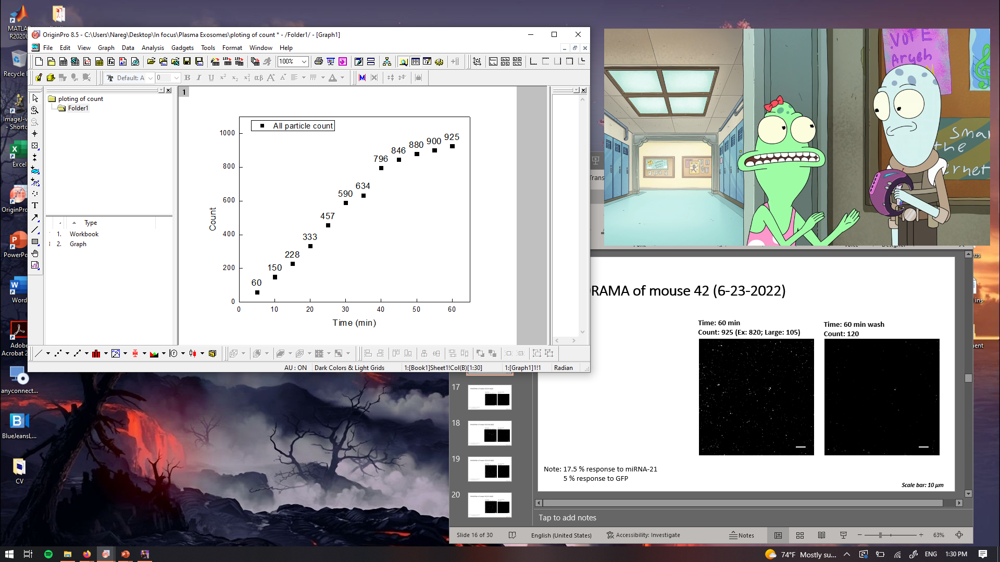 MATLAB
R2020b
Recycle
ImageJ-w
- Shortc
Excel
OriginPro
PowerPo
Word
Adobe
Acrobat 2
anyconnect...
BlueJeansL...
CV
OriginPro 8.5 - C:\Users\Nareg\Desktop\In focus\Plasma Exosomes\ploting of count * - /Folder1/ - [Graph1]
File Edit View Graph Data Analysis Gadgets Tools Format Window Help
100%
Default: A 0 B I U
ploting of count
Folder1
Type
1. Workbook
2. Graph
1
All particle count
1000
800
600
400
200
0
Count
60
150
228
333
457
590
634
796
846
880
900
925
0 10 20 30 40 50 60
Time (min)
AU : ON Dark Colors & Light Grids 1:[Book1]Sheet1!Col(B)[1:30] 1:[Graph1]1!1 Radian
VOTE
Argeh
Smar
the
ernet
RUN
Trans
RAMA of mouse 42 (6-23-2022)
Time: 60 min
Count: 925 (Ex: 820; Large: 105)
Time: 60 min wash
Count: 120
Note: 17.5 % response to miRNA-21
5 % response to GFP
Scale bar: 10 µm
17
18
19
20
Tap to add notes
Slide 16 of 30 English (United States) Accessibility: Investigate Notes 63%
us
ins
ent
74°F Mostly su... ENG 1:30 PM